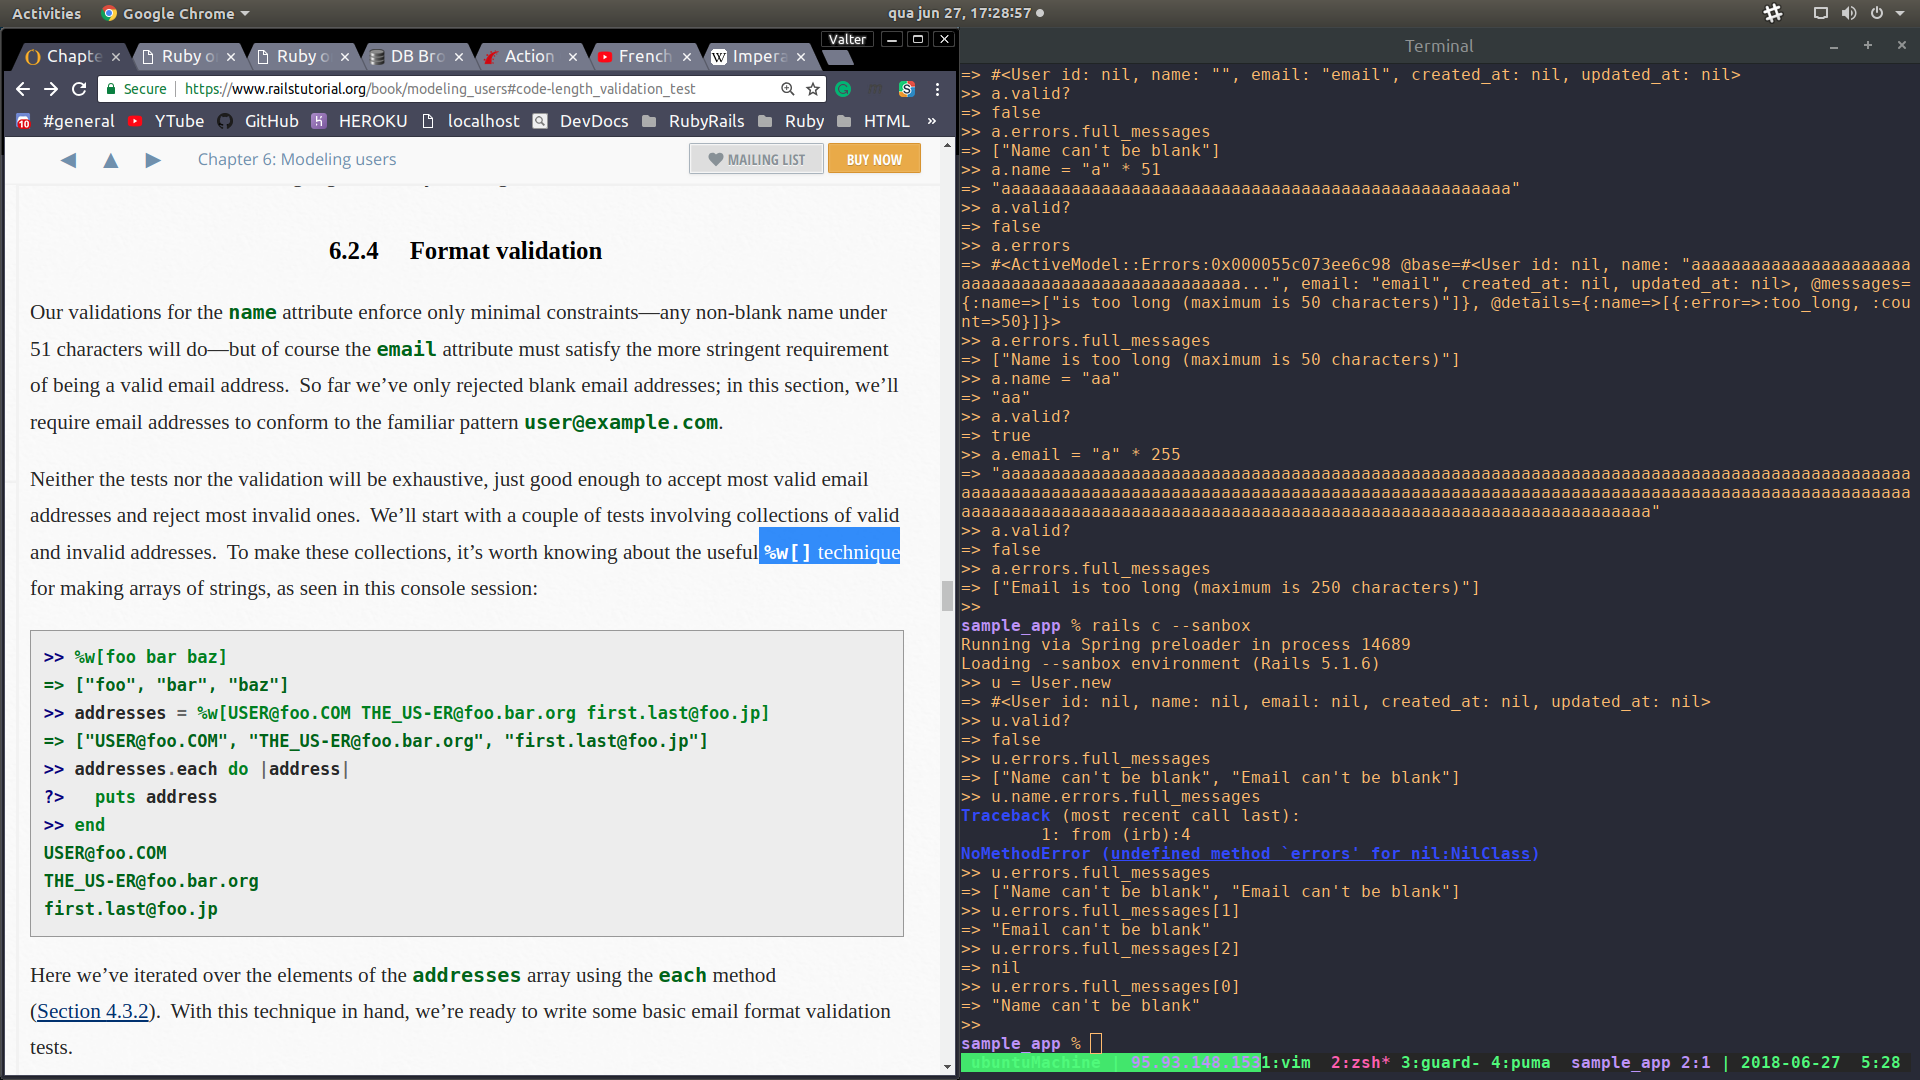 Activities Google Chrome qua jun 27, 17:28:57
Valter
Chapte Ruby o Ruby o DB Bro Action French Impera
Secure https://www.railstutorial.org/book/modeling_users#code-length_validation_test
#general YTube GitHub HEROKU localhost DevDocs RubyRails Ruby HTML »
Chapter 6: Modeling users MAILING LIST BUY NOW
6.2.4 Format validation
Our validations for the name attribute enforce only minimal constraints—any non-blank name under
51 characters will do—but of course the email attribute must satisfy the more stringent requirement
of being a valid email address. So far we’ve only rejected blank email addresses; in this section, we’ll
require email addresses to conform to the familiar pattern user@example.com.
Neither the tests nor the validation will be exhaustive, just good enough to accept most valid email
addresses and reject most invalid ones. We’ll start with a couple of tests involving collections of valid
and invalid addresses. To make these collections, it’s worth knowing about the useful %w[] technique
for making arrays of strings, as seen in this console session:
>> %w[foo bar baz]
=> ["foo", "bar", "baz"]
>> addresses = %w[USER@foo.COM THE_US-ER@foo.bar.org first.last@foo.jp]
=> ["USER@foo.COM", "THE_US-ER@foo.bar.org", "first.last@foo.jp"]
>> addresses.each do |address|
?>   puts address
>> end
USER@foo.COM
THE_US-ER@foo.bar.org
first.last@foo.jp
Here we’ve iterated over the elements of the addresses array using the each method
(Section 4.3.2). With this technique in hand, we’re ready to write some basic email format validation
tests.
Terminal
=> #<User id: nil, name: "", email: "email", created_at: nil, updated_at: nil>
>> a.valid?
=> false
>> a.errors.full_messages
=> ["Name can't be blank"]
>> a.name = "a" * 51
=> "aaaaaaaaaaaaaaaaaaaaaaaaaaaaaaaaaaaaaaaaaaaaaaaaaaa"
>> a.valid?
=> false
>> a.errors
=> #<ActiveModel::Errors:0x000055c073ee6c98 @base=#<User id: nil, name: "aaaaaaaaaaaaaaaaaaaaaa
aaaaaaaaaaaaaaaaaaaaaaaaaaaa...", email: "email", created_at: nil, updated_at: nil>, @messages=
{:name=>["is too long (maximum is 50 characters)"]}, @details={:name=>[{:error=>:too_long, :cou
nt=>50}]}>
>> a.errors.full_messages
=> ["Name is too long (maximum is 50 characters)"]
>> a.name = "aa"
=> "aa"
>> a.valid?
=> true
>> a.email = "a" * 255
=> "aaaaaaaaaaaaaaaaaaaaaaaaaaaaaaaaaaaaaaaaaaaaaaaaaaaaaaaaaaaaaaaaaaaaaaaaaaaaaaaaaaaaaaaaaaa
aaaaaaaaaaaaaaaaaaaaaaaaaaaaaaaaaaaaaaaaaaaaaaaaaaaaaaaaaaaaaaaaaaaaaaaaaaaaaaaaaaaaaaaaaaaaaaa
aaaaaaaaaaaaaaaaaaaaaaaaaaaaaaaaaaaaaaaaaaaaaaaaaaaaaaaaaaaaaaaaaaaaa"
>> a.valid?
=> false
>> a.errors.full_messages
=> ["Email is too long (maximum is 250 characters)"]
>>
sample_app % rails c --sanbox
Running via Spring preloader in process 14689
Loading --sanbox environment (Rails 5.1.6)
>> u = User.new
=> #<User id: nil, name: nil, email: nil, created_at: nil, updated_at: nil>
>> u.valid?
=> false
>> u.errors.full_messages
=> ["Name can't be blank", "Email can't be blank"]
>> u.name.errors.full_messages
Traceback (most recent call last):
        1: from (irb):4
NoMethodError (undefined method `errors' for nil:NilClass)
>> u.errors.full_messages
=> ["Name can't be blank", "Email can't be blank"]
>> u.errors.full_messages[1]
=> "Email can't be blank"
>> u.errors.full_messages[2]
=> nil
>> u.errors.full_messages[0]
=> "Name can't be blank"
>>
sample_app %
ubuntuMachine | 95.93.148.152 1:vim 2:zsh* 3:guard- 4:puma sample_app 2:1 | 2018-06-27 5:28